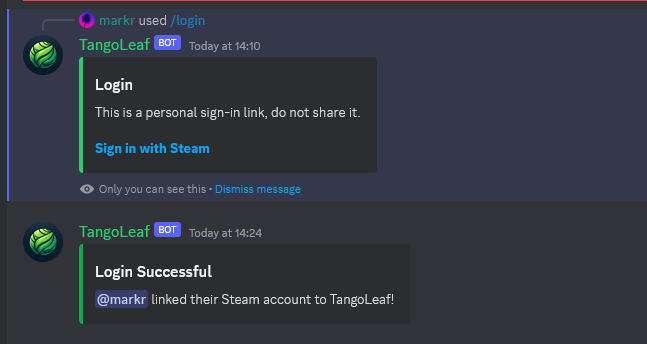 markr used /login
TangoLeaf BOT Today at 14:10
Login
This is a personal sign-in link, do not share it.
Sign in with Steam
Only you can see this • Dismiss message
TangoLeaf BOT Today at 14:24
Login Successful
@markr linked their Steam account to TangoLeaf!